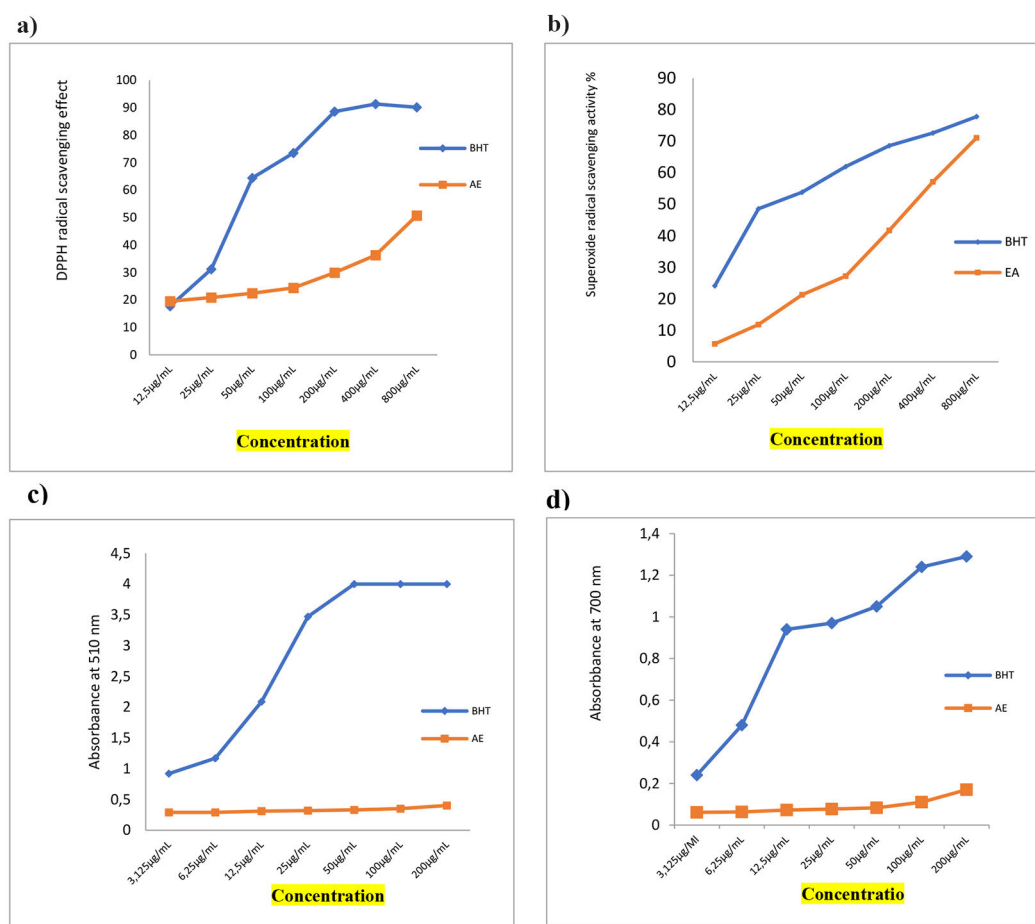 a)
DPPH radical scavenging effect
100
90
80
70
60
50
40
30
20
10
0
BHT
AE
12,5µg/mL
25µg/mL
50µg/mL
100µg/mL
200µg/mL
400µg/mL
800µg/mL
Concentration
b)
Superoxide radical scavenging activity %
90
80
70
60
50
40
30
20
10
0
BHT
EA
12,5µg/mL
25µg/mL
50µg/mL
100µg/mL
200µg/mL
400µg/mL
800µg/mL
Concentration
c)
Absorbaance at 510 nm
4,5
4
3,5
3
2,5
2
1,5
1
0,5
0
BHT
AE
3,125µg/mL
6,25µg/mL
12,5µg/mL
25µg/mL
50µg/mL
100µg/mL
200µg/mL
Concentration
d)
Absorbbance at 700 nm
1,4
1,2
1
0,8
0,6
0,4
0,2
0
BHT
AE
3,125µg/Ml
6,25µg/mL
12,5µg/mL
25µg/mL
50µg/mL
100µg/mL
200µg/mL
Concentratio